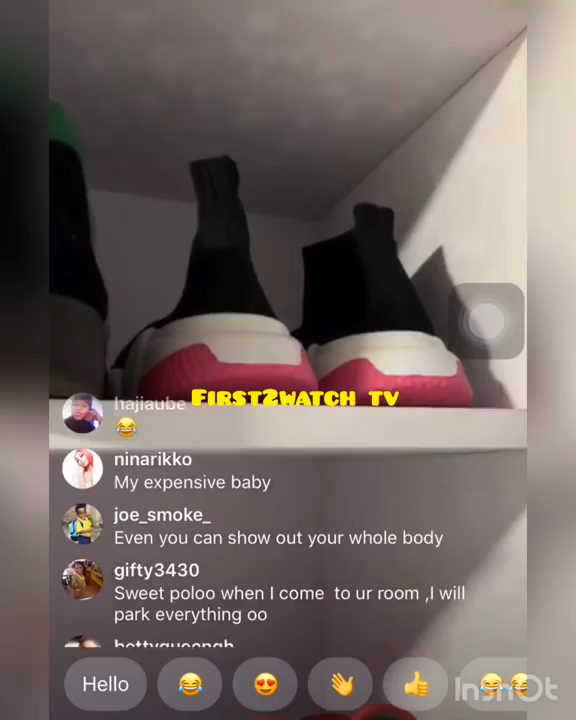 hajiaube
FIRST2WATCH TV
😂
ninarikko
My expensive baby
joe_smoke_
Even you can show out your whole body
gifty3430
Sweet poloo when I come to ur room ,I will
park everything oo
hottyqueengh
Hello
InShOt